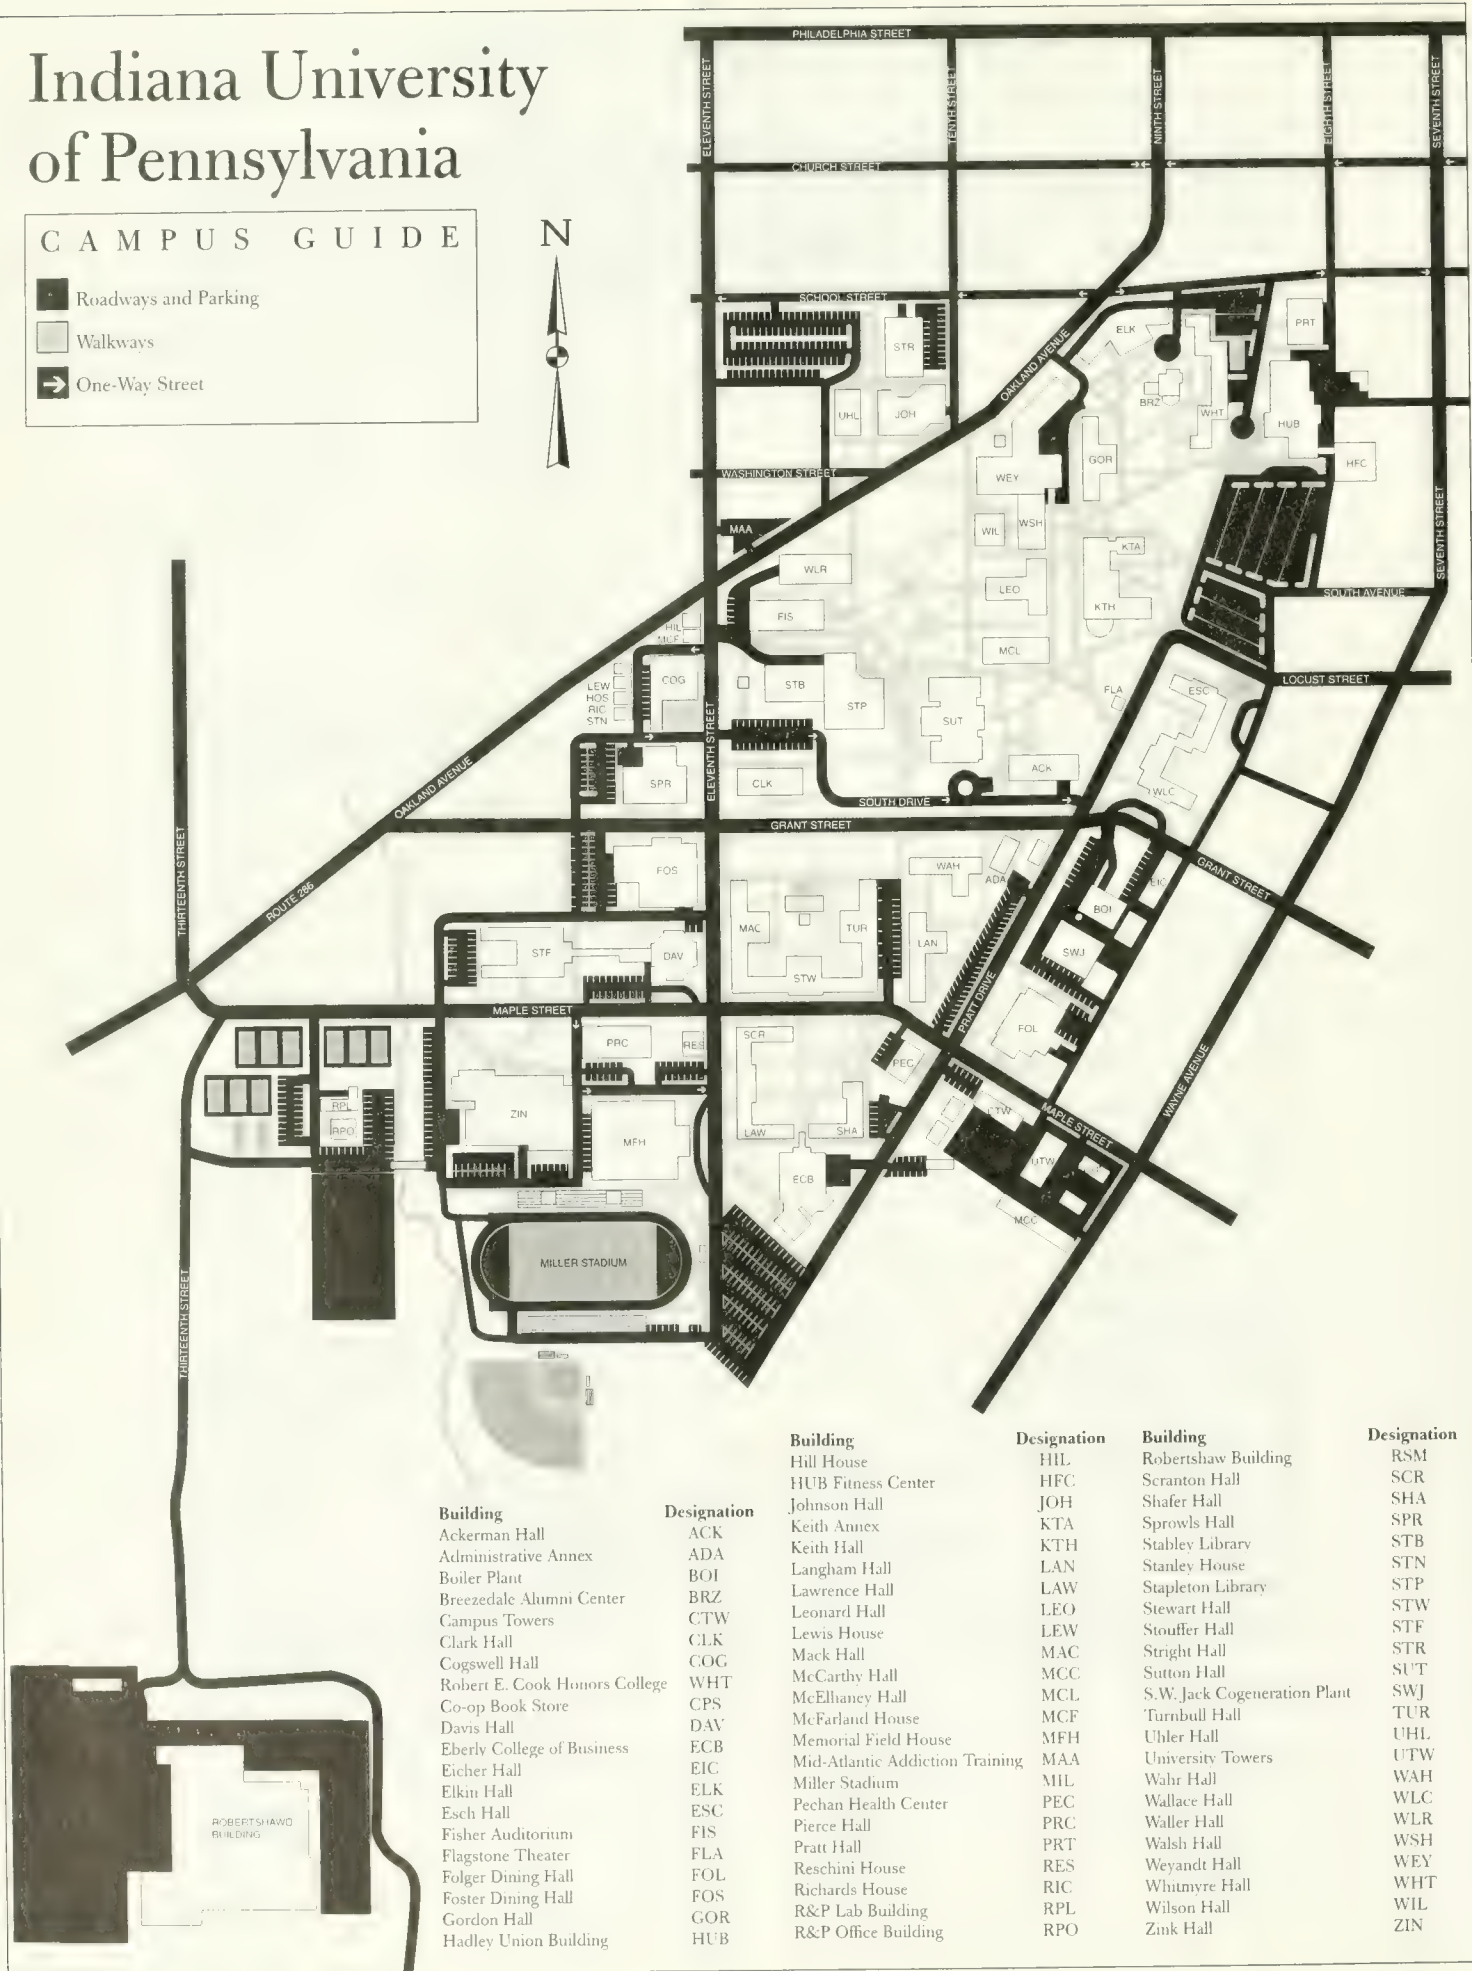 Indiana University
of Pennsylvania
CAMPUS GUIDE
Roadways and Parking
Walkways
One-Way Street
N
PHILADELPHIA STREET
ELEVENTH STREET
TENTH STREET
NINTH STREET
EIGHTH STREET
SEVENTH STREET
CHURCH STREET
SCHOOL STREET
OAKLAND AVENUE
ELK
PRT
STR
BRZ
WHT
HUB
UHL
JOH
GOR
HFC
WASHINGTON STREET
WEY
MAA
WIL
WSH
KTA
SEVENTH STREET
WLR
LEO
KTH
SOUTH AVENUE
FIS
HIL
MCF
MCL
LOCUST STREET
COG
LEW
HOS
RIC
STN
STB
STP
FLA
ESC
SUT
ELEVENTH STREET
ACK
SPR
CLK
WLC
OAKLAND AVENUE
SOUTH DRIVE
GRANT STREET
THIRTEENTH STREET
ROUTE 286
FOS
WAH
ADA
EIC
GRANT STREET
BOI
MAC
TUR
LAN
STF
DAV
STW
SWJ
PRATT DRIVE
MAPLE STREET
FOL
SCR
PRC
RES
PEC
WAYNE AVENUE
RPL
RPO
ZIN
MFH
LAW
SHA
CTW
MAPLE STREET
UTW
ECB
MCC
MILLER STADIUM
THIRTEENTH STREET
ROBERTSHAWD
BUILDING
Building Designation
Ackerman Hall ACK
Administrative Annex ADA
Boiler Plant BOI
Breezedale Alumni Center BRZ
Campus Towers CTW
Clark Hall CLK
Cogswell Hall COG
Robert E. Cook Honors College WHT
Co-op Book Store CPS
Davis Hall DAV
Eberly College of Business ECB
Eicher Hall EIC
Elkin Hall ELK
Esch Hall ESC
Fisher Auditorium FIS
Flagstone Theater FLA
Folger Dining Hall FOL
Foster Dining Hall FOS
Gordon Hall GOR
Hadley Union Building HUB
Building Designation
Hill House HIL
HUB Fitness Center HFC
Johnson Hall JOH
Keith Annex KTA
Keith Hall KTH
Langham Hall LAN
Lawrence Hall LAW
Leonard Hall LEO
Lewis House LEW
Mack Hall MAC
McCarthy Hall MCC
McElhaney Hall MCL
McFarland House MCF
Memorial Field House MFH
Mid-Atlantic Addiction Training MAA
Miller Stadium MIL
Pechan Health Center PEC
Pierce Hall PRC
Pratt Hall PRT
Reschini House RES
Richards House RIC
R&P Lab Building RPL
R&P Office Building RPO
Building Designation
Robertshaw Building RSM
Scranton Hall SCR
Shafer Hall SHA
Sprowls Hall SPR
Stabley Library STB
Stanley House STN
Stapleton Library STP
Stewart Hall STW
Stouffer Hall STF
Stright Hall STR
Sutton Hall SUT
S.W. Jack Cogeneration Plant SWJ
Turnbull Hall TUR
Uhler Hall UHL
University Towers UTW
Wahr Hall WAH
Wallace Hall WLC
Waller Hall WLR
Walsh Hall WSH
Weyandt Hall WEY
Whitmyre Hall WHT
Wilson Hall WIL
Zink Hall ZIN